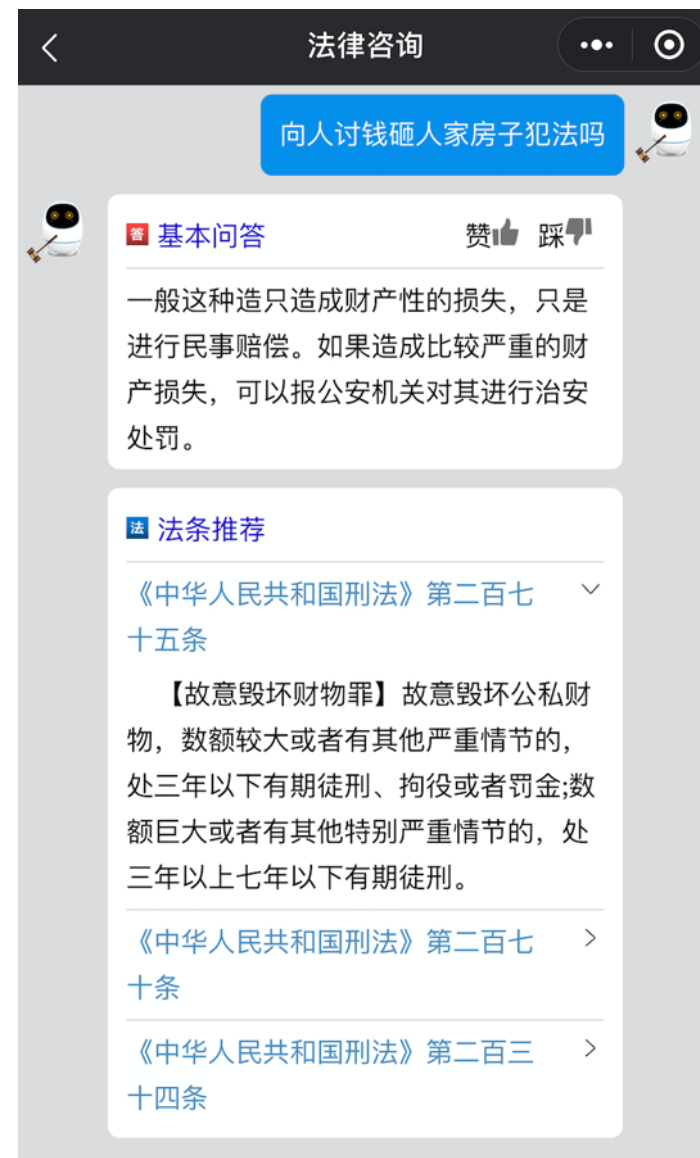 法律咨询
向人讨钱砸人家房子犯法吗
答 基本问答 赞 踩
一般这种造只造成财产性的损失，只是
进行民事赔偿。如果造成比较严重的财
产损失，可以报公安机关对其进行治安
处罚。
法 法条推荐
《中华人民共和国刑法》第二百七
十五条
【故意毁坏财物罪】故意毁坏公私财
物，数额较大或者有其他严重情节的，
处三年以下有期徒刑、拘役或者罚金;数
额巨大或者有其他特别严重情节的，处
三年以上七年以下有期徒刑。
《中华人民共和国刑法》第二百七
十条
《中华人民共和国刑法》第二百三
十四条